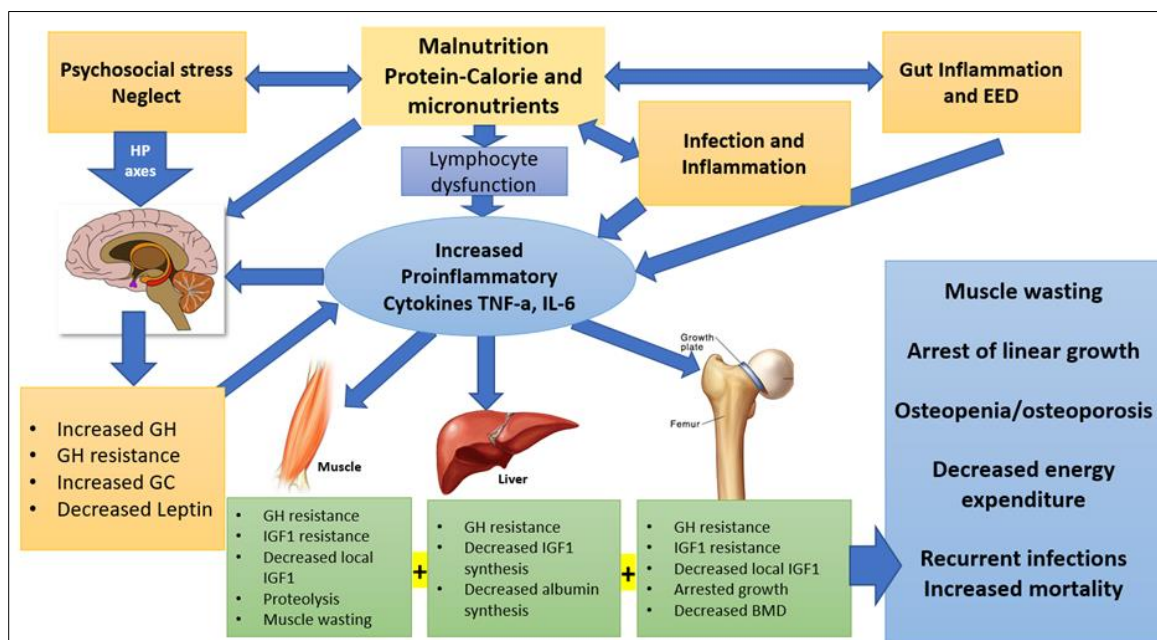 Psychosocial stress
Neglect
Malnutrition
Protein-Calorie and
micronutrients
Gut Inflammation
and EED
HP
axes
Lymphocyte
dysfunction
Infection and
Inflammation
Increased
Proinflammatory
Cytokines TNF-a, IL-6
• Increased GH
• GH resistance
• Increased GC
• Decreased Leptin
Muscle
Liver
Growth
plate
Femur
• GH resistance
• IGF1 resistance
• Decreased local
IGF1
• Proteolysis
• Muscle wasting
+
• GH resistance
• Decreased IGF1
synthesis
• Decreased albumin
synthesis
+
• GH resistance
• IGF1 resistance
• Decreased local IGF1
• Arrested growth
• Decreased BMD
Muscle wasting
Arrest of linear growth
Osteopenia/osteoporosis
Decreased energy
expenditure
Recurrent infections
Increased mortality